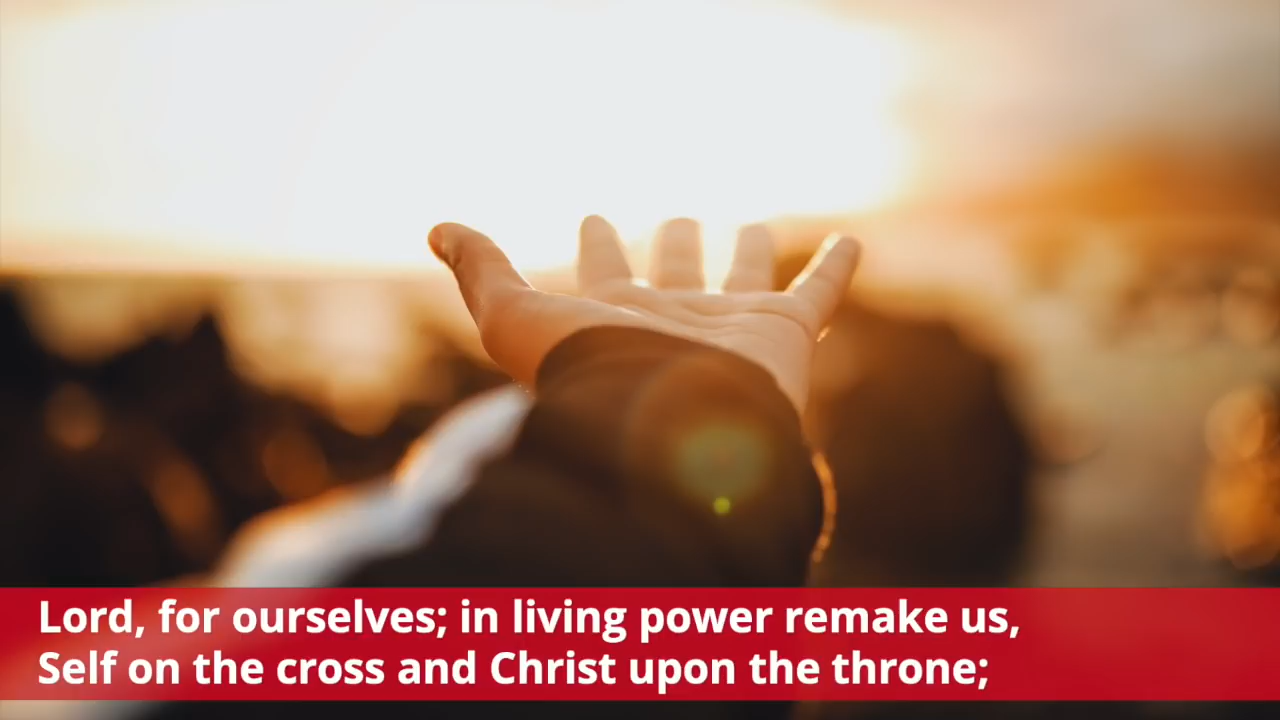 Lord, for ourselves; in living power remake us,
Self on the cross and Christ upon the throne;